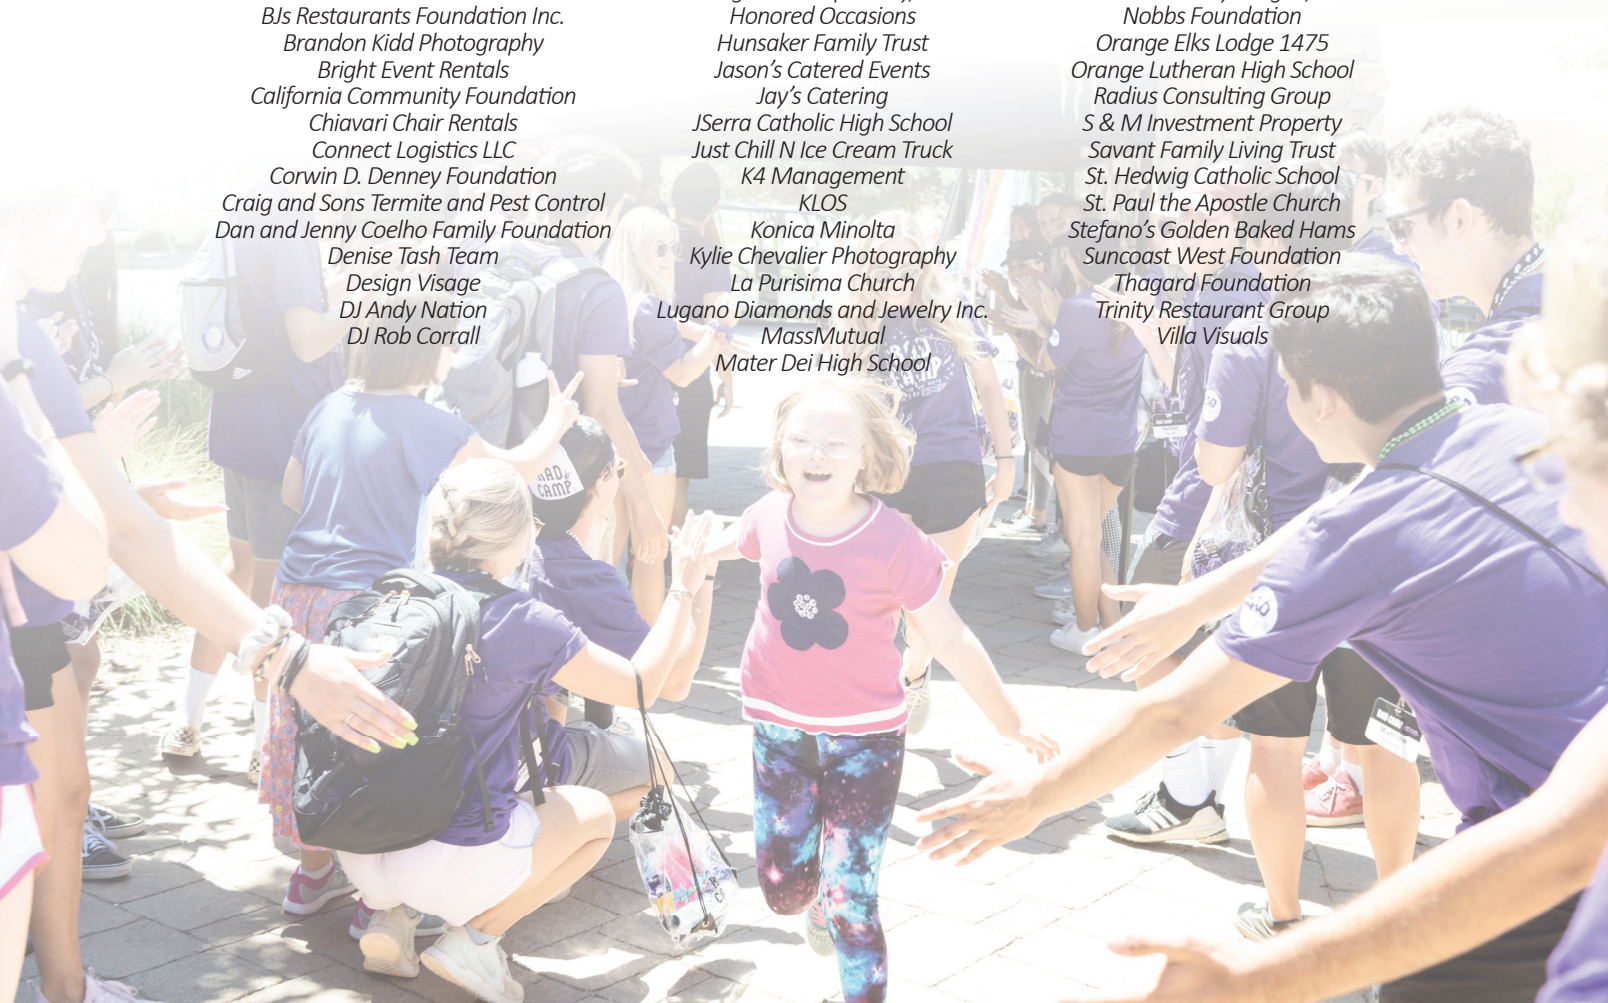 BJs Restaurants Foundation Inc.
Brandon Kidd Photography
Bright Event Rentals
California Community Foundation
Chiavari Chair Rentals
Connect Logistics LLC
Corwin D. Denney Foundation
Craig and Sons Termite and Pest Control
Dan and Jenny Coelho Family Foundation
Denise Tash Team
Design Visage
DJ Andy Nation
DJ Rob Corrall
Honored Occasions
Hunsaker Family Trust
Jason’s Catered Events
Jay’s Catering
JSerra Catholic High School
Just Chill N Ice Cream Truck
K4 Management
KLOS
Konica Minolta
Kylie Chevalier Photography
La Purisima Church
Lugano Diamonds and Jewelry Inc.
MassMutual
Mater Dei High School
Nobbs Foundation
Orange Elks Lodge 1475
Orange Lutheran High School
Radius Consulting Group
S & M Investment Property
Savant Family Living Trust
St. Hedwig Catholic School
St. Paul the Apostle Church
Stefano’s Golden Baked Hams
Suncoast West Foundation
Thagard Foundation
Trinity Restaurant Group
Villa Visuals
RAD
CAMP